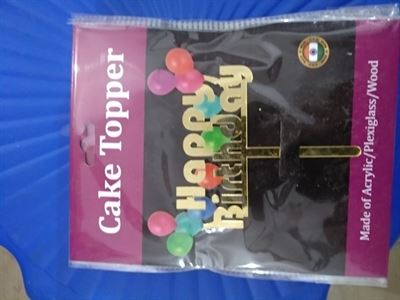 Cake Topper
Happy
Birthday
Made of Acrylic/Plexiglass/Wood